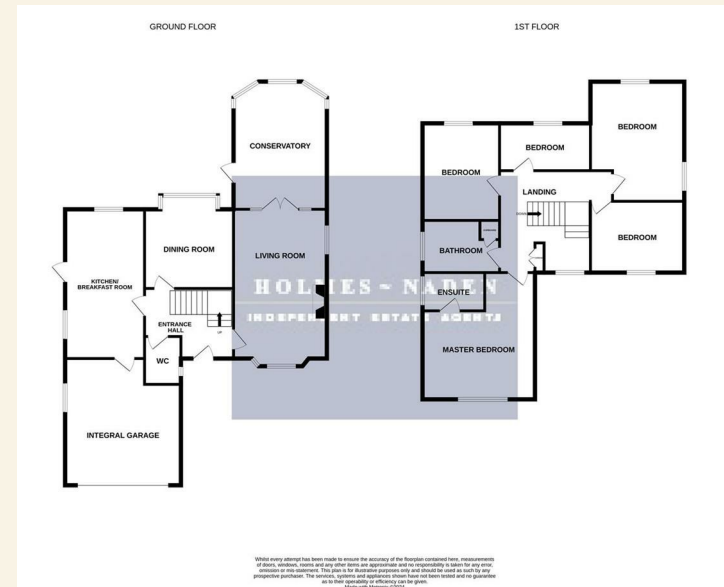 GROUND FLOOR
1ST FLOOR
CONSERVATORY
BEDROOM
BEDROOM
BEDROOM
LANDING
DINING ROOM
LIVING ROOM
BEDROOM
BATHROOM
KITCHEN/
BREAKFAST ROOM
HOLMES ~ NADEN
ENSUITE
INDEPENDENT ESTATE AGENTS
ENTRANCE
HALL
UP
WC
MASTER BEDROOM
INTEGRAL GARAGE
Whilst every attempt has been made to ensure the accuracy of the floorplan contained here, measurements
of doors, windows, rooms and any other items are approximate and no responsibility is taken for any error,
omission or mis-statement. This plan is for illustrative purposes only and should be used as such by any
prospective purchaser. The services, systems and appliances shown have not been tested and no guarantee
as to their operability or efficiency can be given.